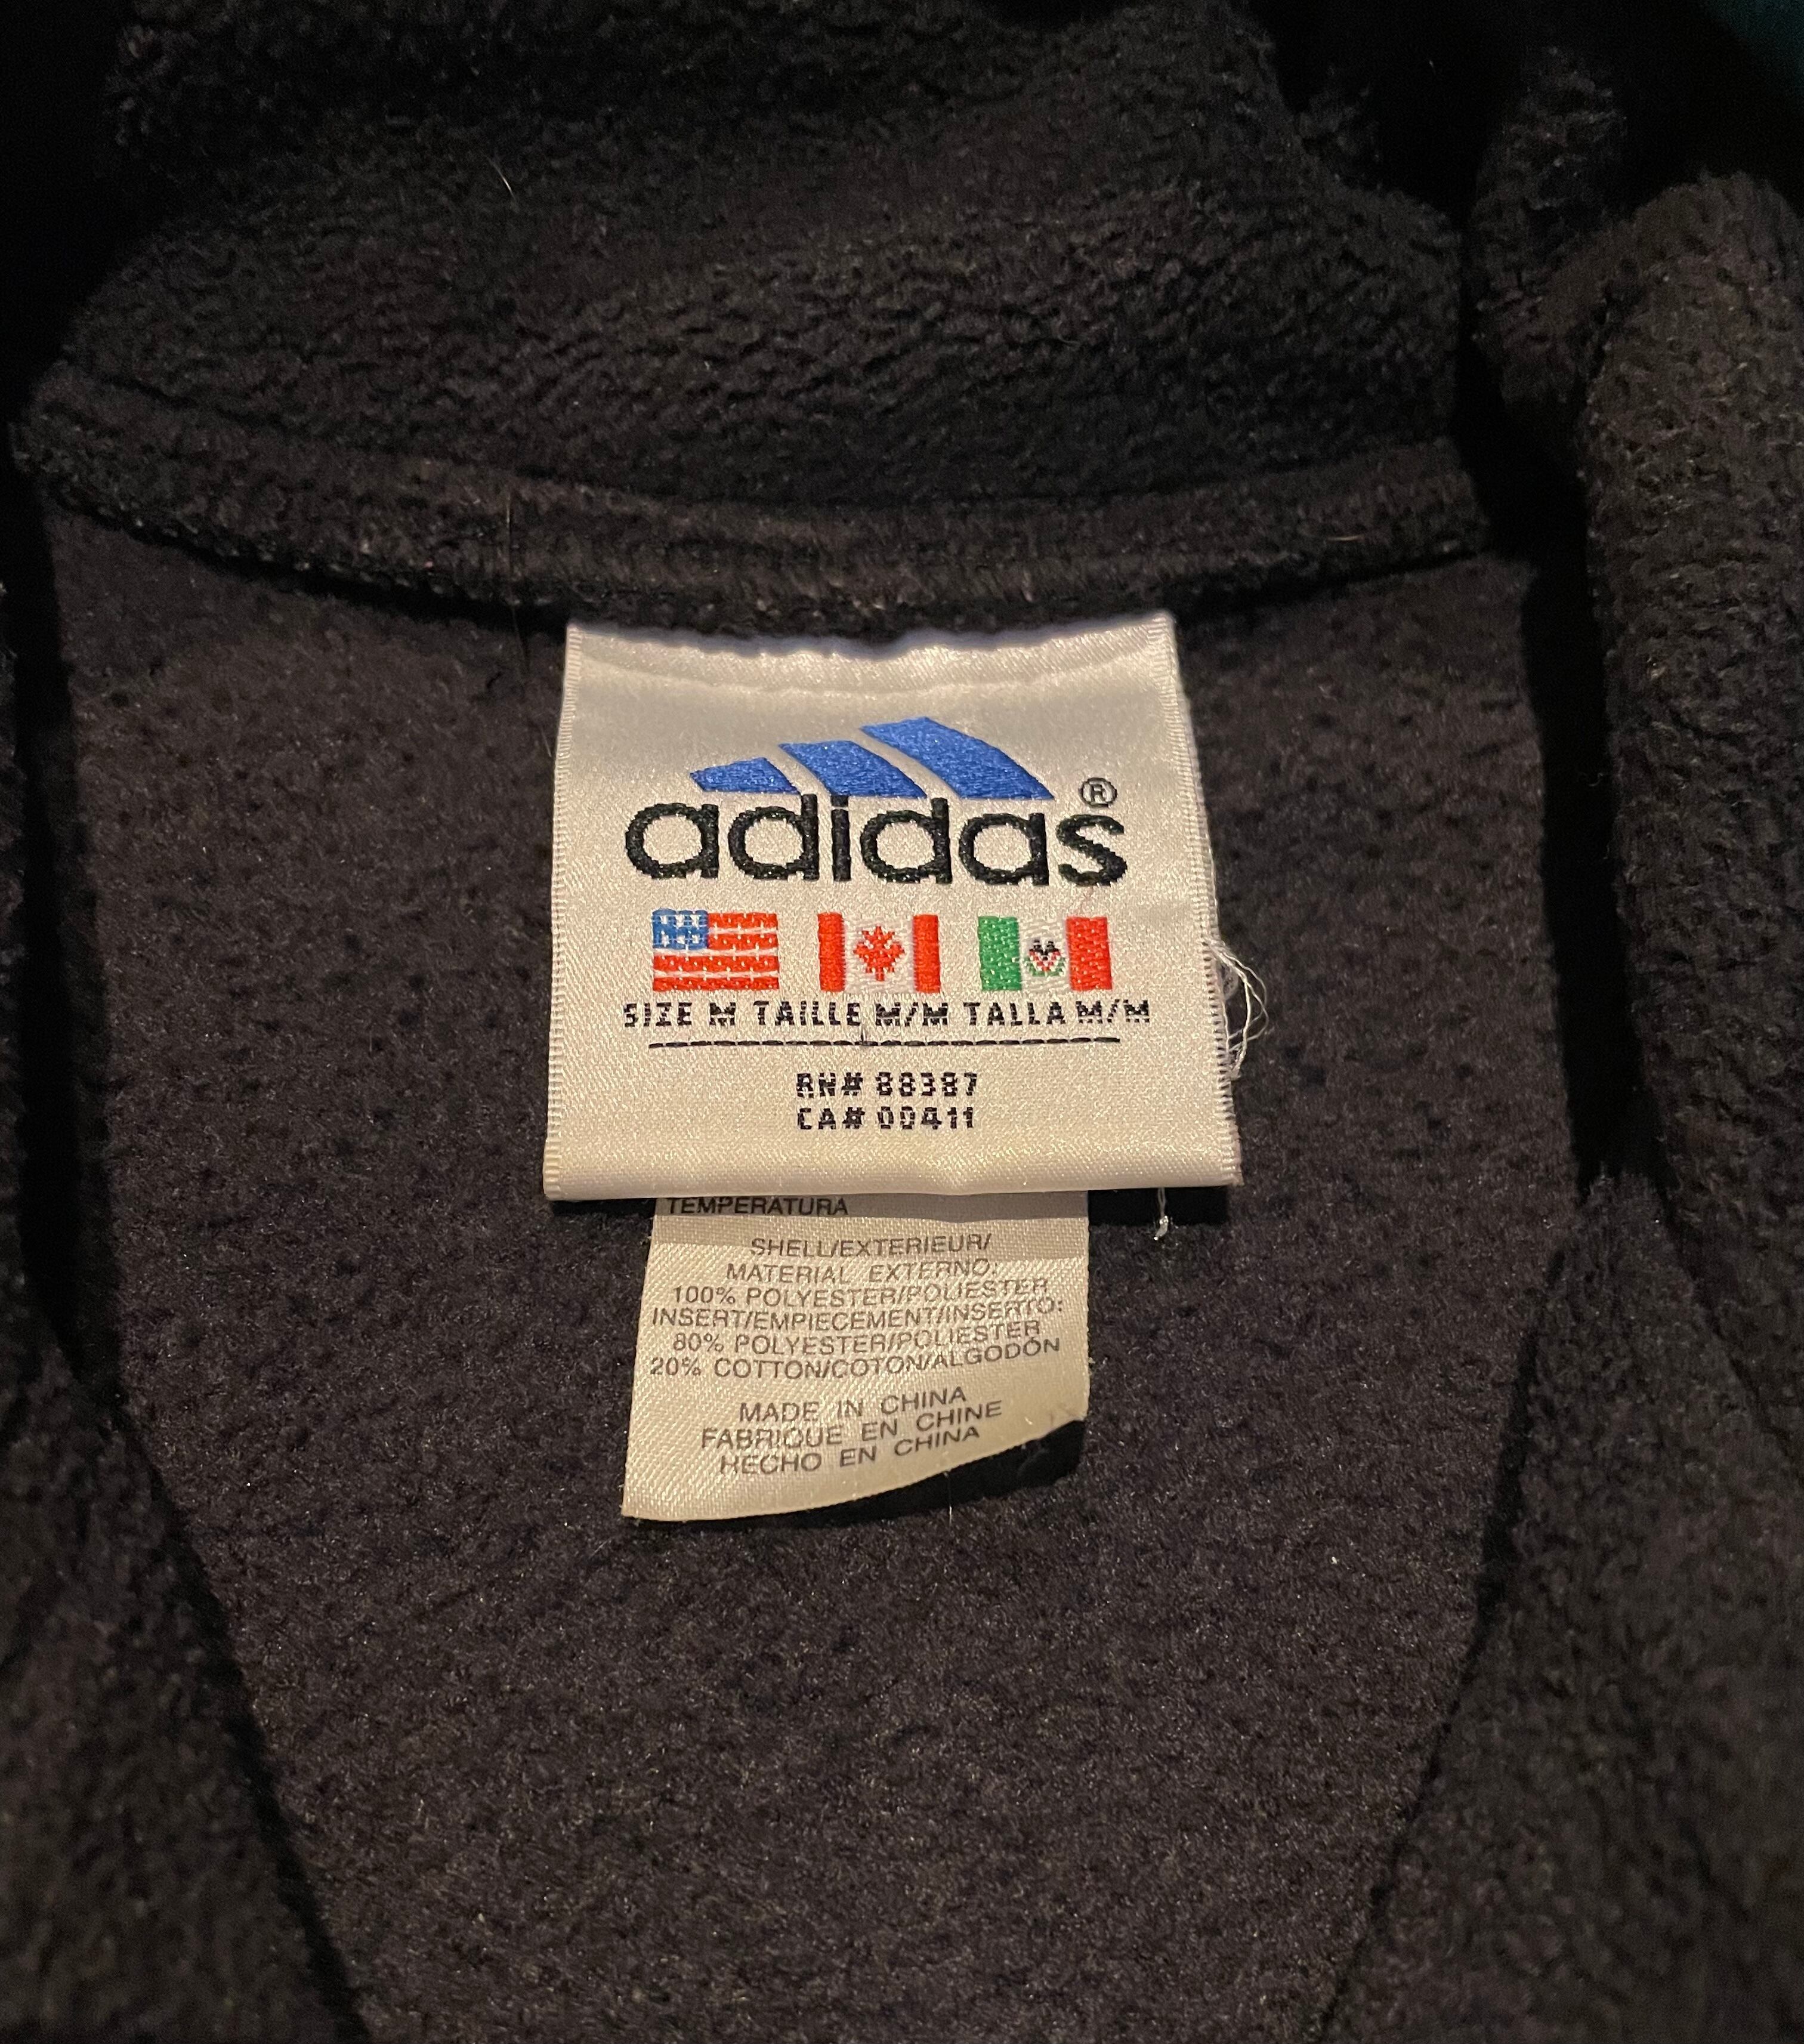 adidas®
SIZE M TAILLE M/M TALLA M/M
RN# 88387
CA# 00411
TEMPERATURA
SHELL/EXTERIEUR/
MATERIAL EXTERNO:
100% POLYESTER/POLIESTER
INSERT/EMPIECEMENT/INSERTO:
80% POLYESTER/POLIESTER
20% COTTON/COTON/ALGODÓN
MADE IN CHINA
FABRIQUE EN CHINE
HECHO EN CHINA